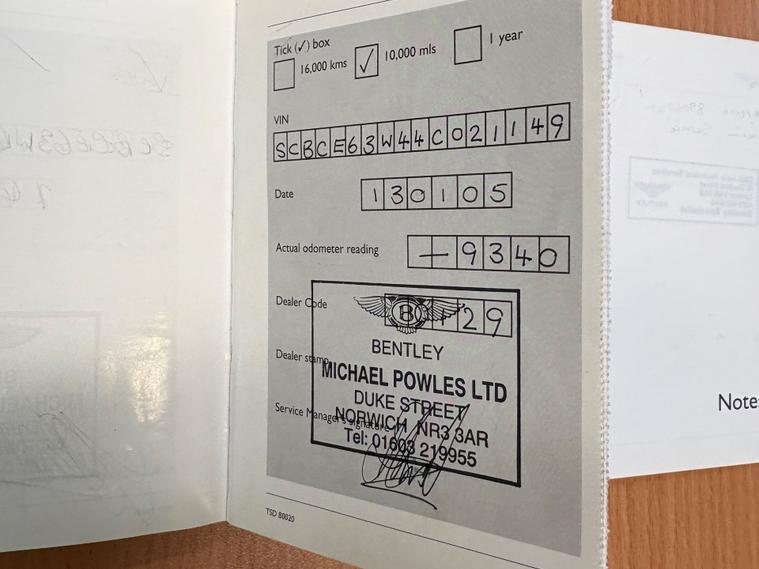 Tick (✓) box
16,000 kms ✓ 10,000 mls 1 year
VIN
SCBCE63W44C021149
Date
130105
Actual odometer reading
— 9340
Dealer Code
29
BENTLEY
Dealer stamp
MICHAEL POWLES LTD
DUKE STREET
Service Manager's signature
NORWICH NR3 3AR
Tel: 01603 219955
TSD B0020
Note